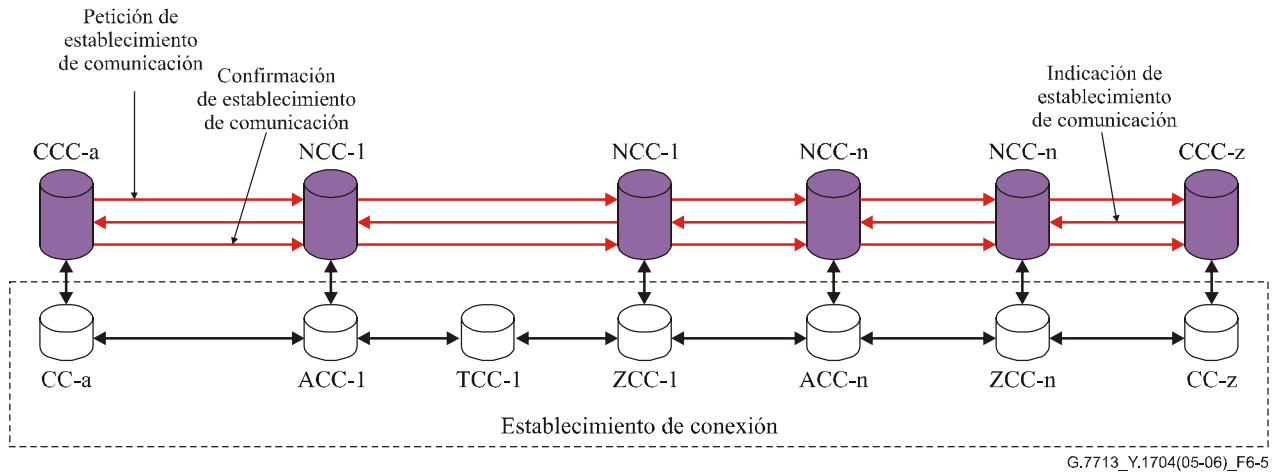 Petición de
establecimiento
de comunicación
Confirmación
de establecimiento
de comunicación
Indicación de
establecimiento
de comunicación
CCC-a
NCC-1
NCC-1
NCC-n
NCC-n
CCC-z
CC-a
ACC-1
TCC-1
ZCC-1
ACC-n
ZCC-n
CC-z
Establecimiento de conexión
G.7713_Y.1704(05-06)_F6-5